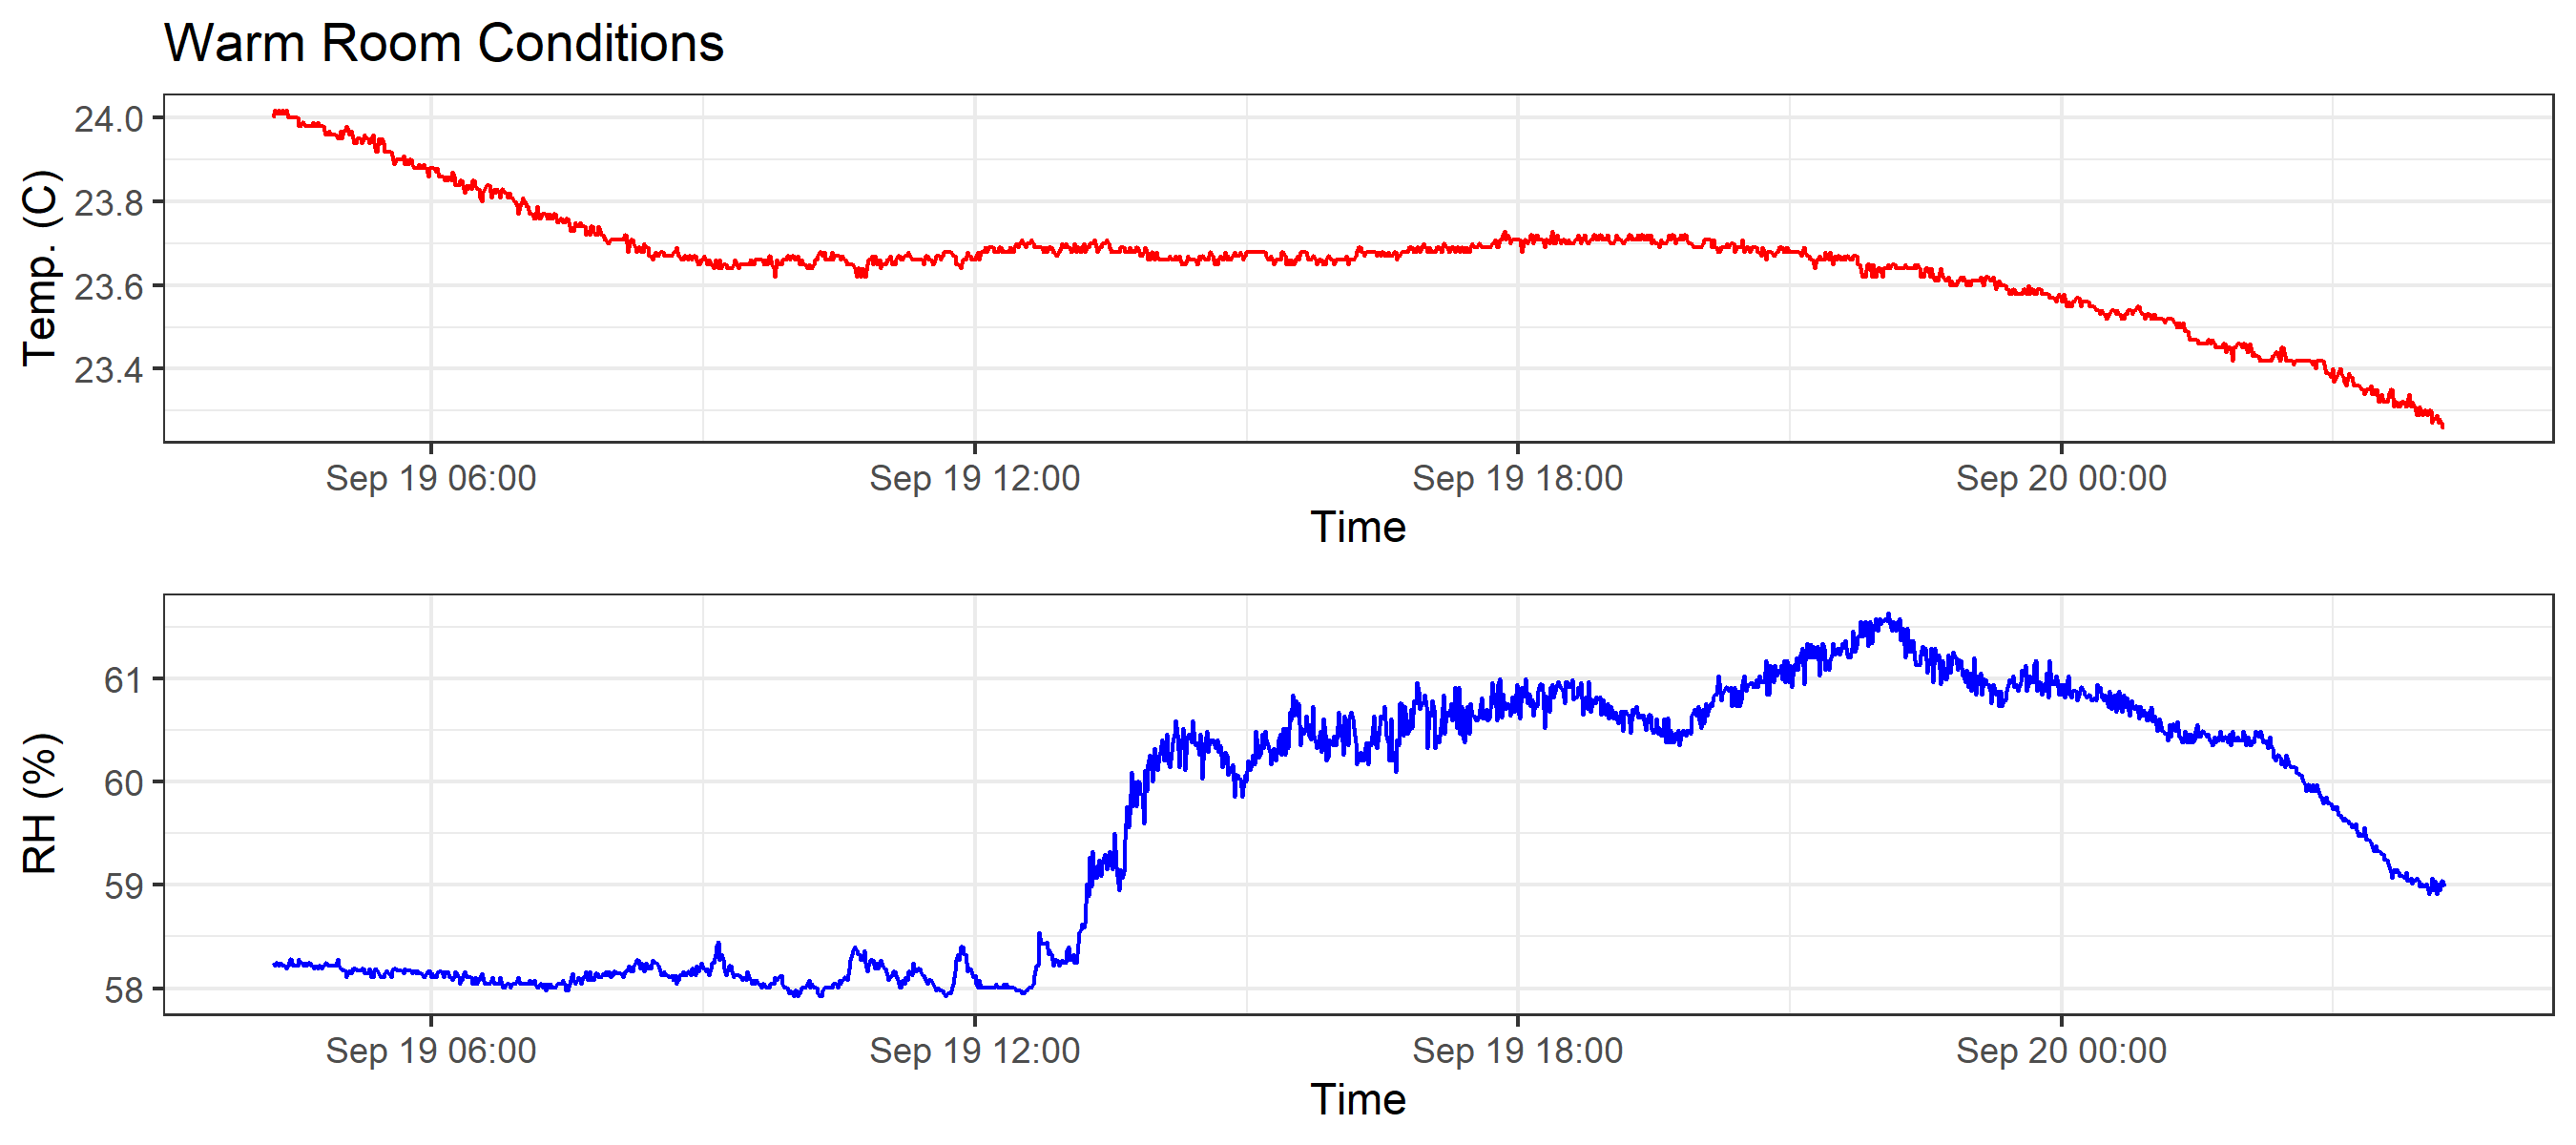 Warm Room Conditions
Temp. (C)
24.0
23.8
23.6
23.4
Sep 19 06:00 Sep 19 12:00 Sep 19 18:00 Sep 20 00:00
Time
RH (%)
61
60
59
58
Sep 19 06:00 Sep 19 12:00 Sep 19 18:00 Sep 20 00:00
Time